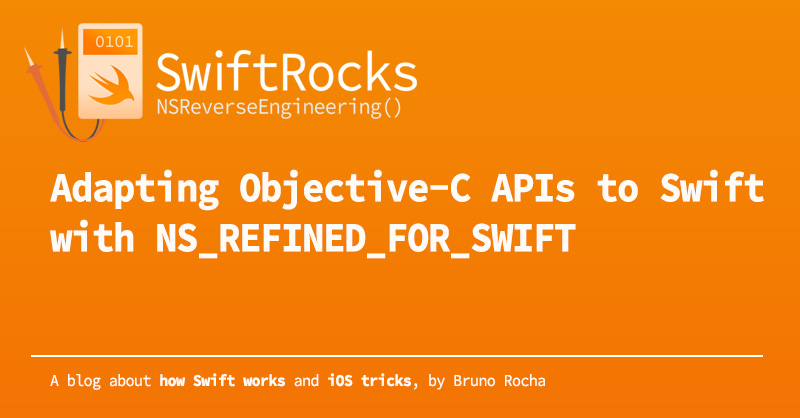 0101
SwiftRocks
NSReverseEngineering()
Adapting Objective-C APIs to Swift
with NS_REFINED_FOR_SWIFT
A blog about how Swift works and iOS tricks, by Bruno Rocha